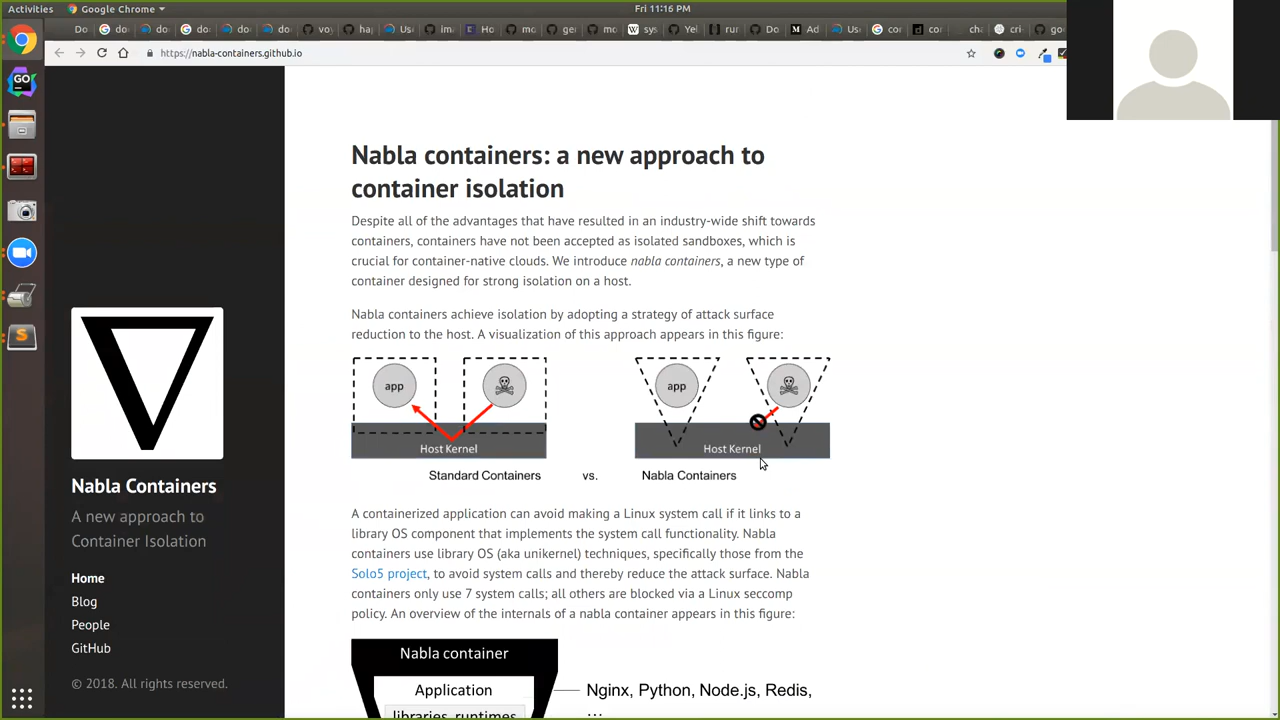 Activities Google Chrome Fri 11:16 PM
https://nabla-containers.github.io
Nabla containers: a new approach to
container isolation
Despite all of the advantages that have resulted in an industry-wide shift towards
containers, containers have not been accepted as isolated sandboxes, which is
crucial for container-native clouds. We introduce nabla containers, a new type of
container designed for strong isolation on a host.
Nabla containers achieve isolation by adopting a strategy of attack surface
reduction to the host. A visualization of this approach appears in this figure:
app app
Host Kernel Host Kernel
Standard Containers vs. Nabla Containers
A containerized application can avoid making a Linux system call if it links to a
library OS component that implements the system call functionality. Nabla
containers use library OS (aka unikernel) techniques, specifically those from the
Solo5 project, to avoid system calls and thereby reduce the attack surface. Nabla
containers only use 7 system calls; all others are blocked via a Linux seccomp
policy. An overview of the internals of a nabla container appears in this figure:
Nabla container
Application
Nginx, Python, Node.js, Redis,
...
libraries, runtimes
Nabla Containers
A new approach to
Container Isolation
Home
Blog
People
GitHub
© 2018. All rights reserved.